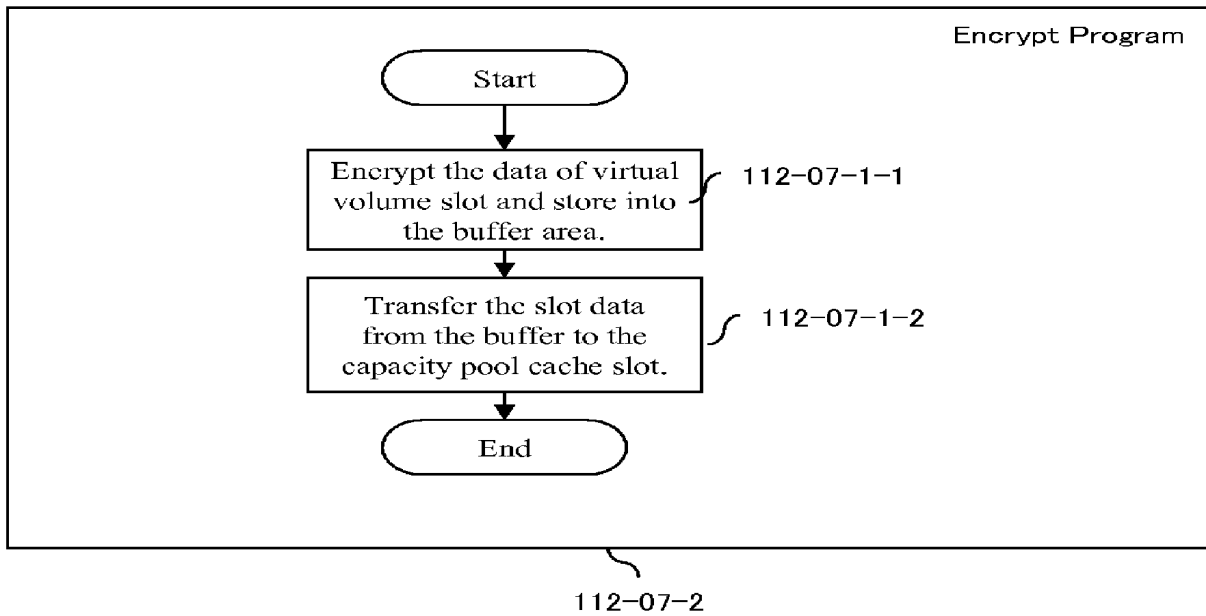 Encrypt Program
Start
Encrypt the data of virtual
volume slot and store into
the buffer area.
112-07-1-1
Transfer the slot data
from the buffer to the
capacity pool cache slot.
112-07-1-2
End
112-07-2